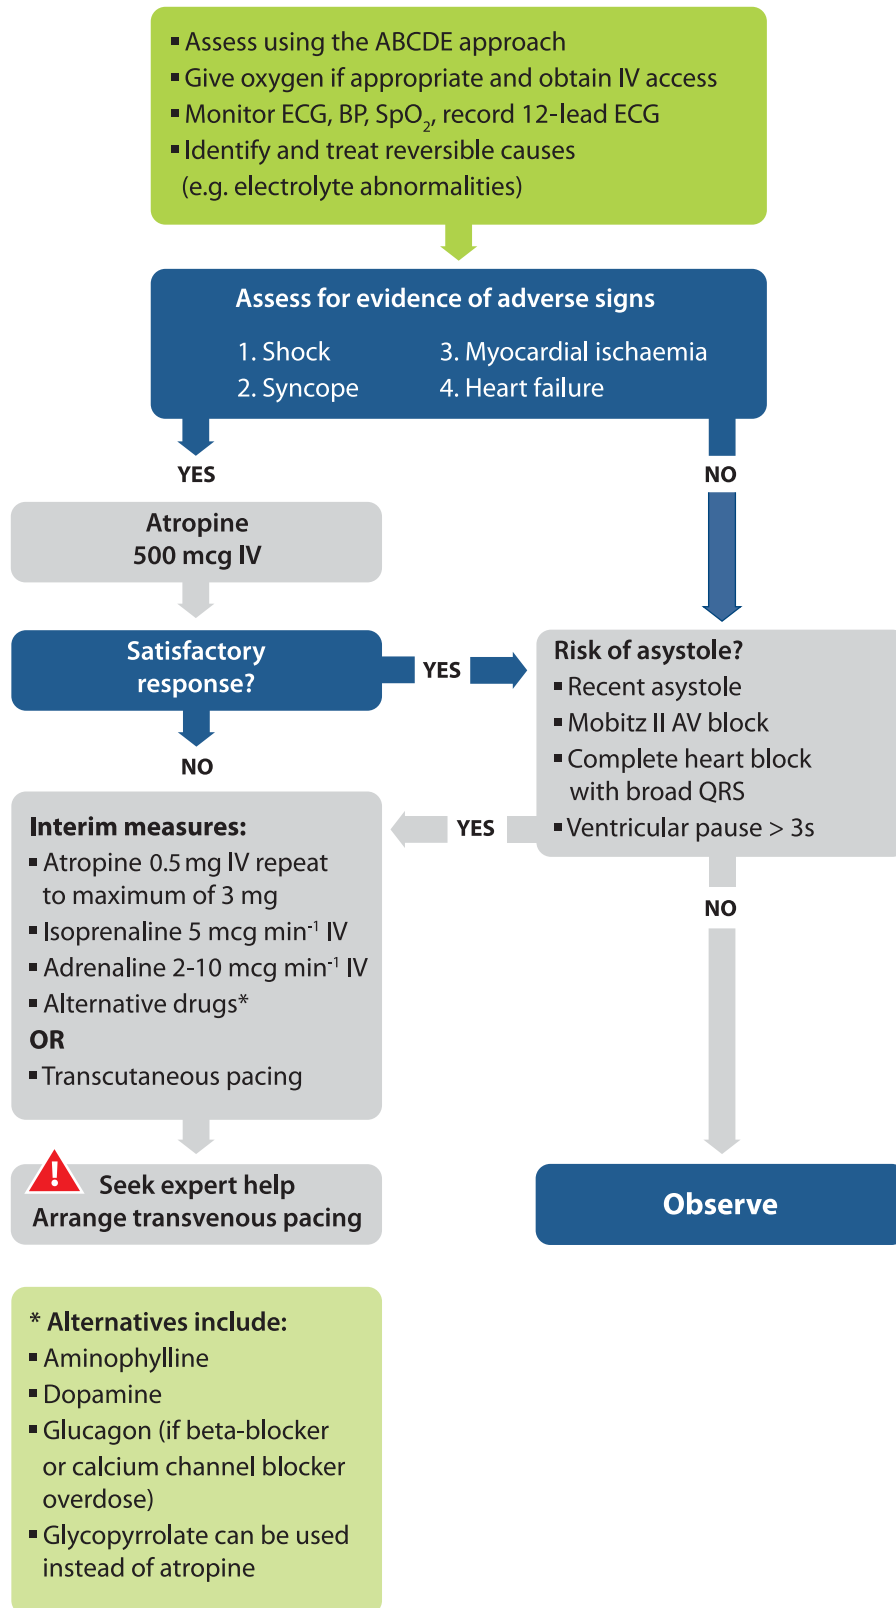 ▪ Assess using the ABCDE approach
▪ Give oxygen if appropriate and obtain IV access
▪ Monitor ECG, BP, SpO₂, record 12-lead ECG
▪ Identify and treat reversible causes
(e.g. electrolyte abnormalities)
Assess for evidence of adverse signs
1. Shock
2. Syncope
3. Myocardial ischaemia
4. Heart failure
YES
NO
Atropine
500 mcg IV
Satisfactory
response?
YES
NO
Risk of asystole?
▪ Recent asystole
▪ Mobitz II AV block
▪ Complete heart block
with broad QRS
▪ Ventricular pause > 3s
YES
NO
Interim measures:
▪ Atropine 0.5 mg IV repeat
to maximum of 3 mg
▪ Isoprenaline 5 mcg min⁻¹ IV
▪ Adrenaline 2-10 mcg min⁻¹ IV
▪ Alternative drugs*
OR
▪ Transcutaneous pacing
!
Seek expert help
Arrange transvenous pacing
Observe
* Alternatives include:
▪ Aminophylline
▪ Dopamine
▪ Glucagon (if beta-blocker
or calcium channel blocker
overdose)
▪ Glycopyrrolate can be used
instead of atropine